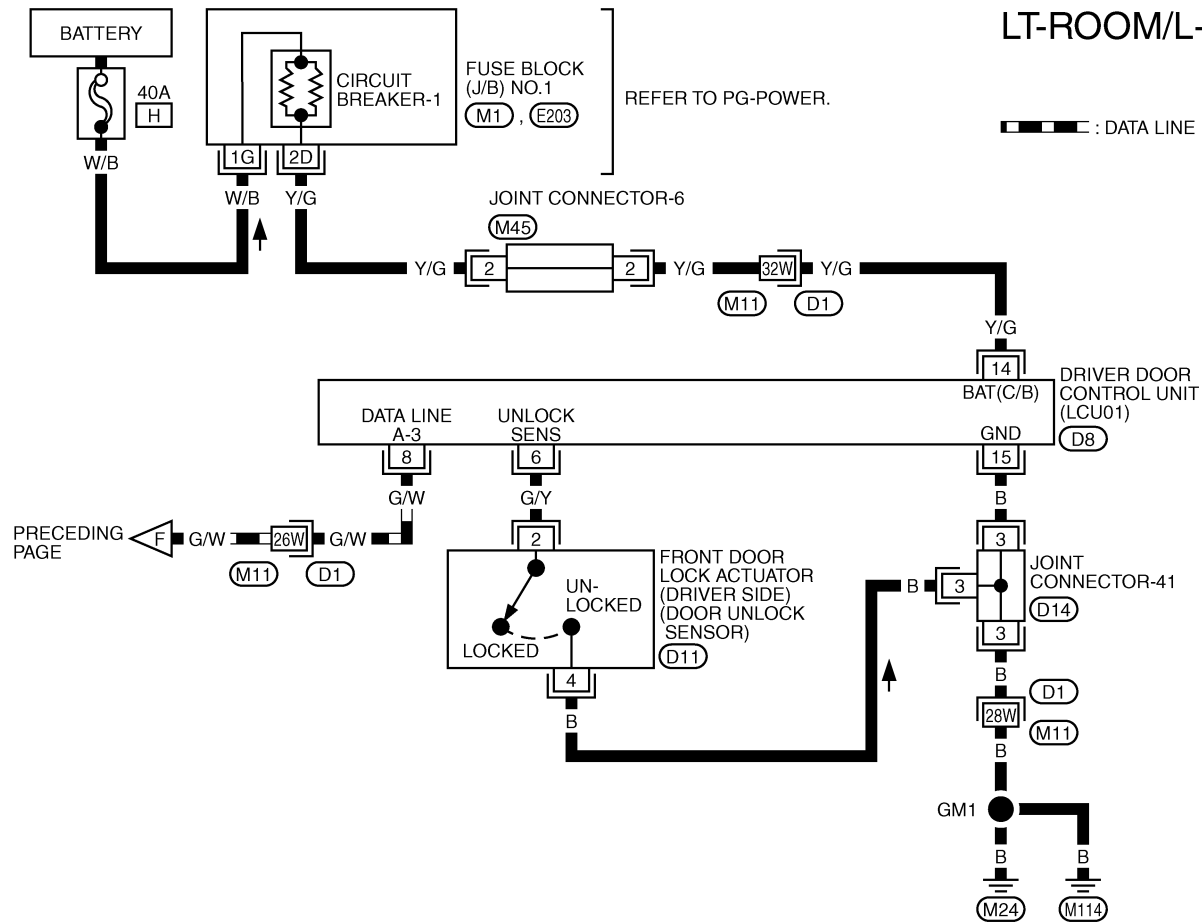 LT-ROOM/L-
BATTERY
40A
H
W/B
CIRCUIT
BREAKER-1
FUSE BLOCK
(J/B) NO.1
M1 , E203
REFER TO PG-POWER.
: DATA LINE
1G 2D
W/B Y/G
JOINT CONNECTOR-6
M45
Y/G 2 2 Y/G 32W Y/G
M11 D1
Y/G
14
BAT(C/B)
DRIVER DOOR
CONTROL UNIT
(LCU01)
D8
DATA LINE
A-3
UNLOCK
SENS
GND
8 6 15
G/W G/Y B
PRECEDING
PAGE
F G/W 26W G/W
M11 D1
2
UN-
LOCKED
LOCKED
FRONT DOOR
LOCK ACTUATOR
(DRIVER SIDE)
(DOOR UNLOCK
SENSOR)
D11
4
B
B 3
3
JOINT
CONNECTOR-41
D14
3
B
D1
28W
M11
B
GM1
B B
M24 M114